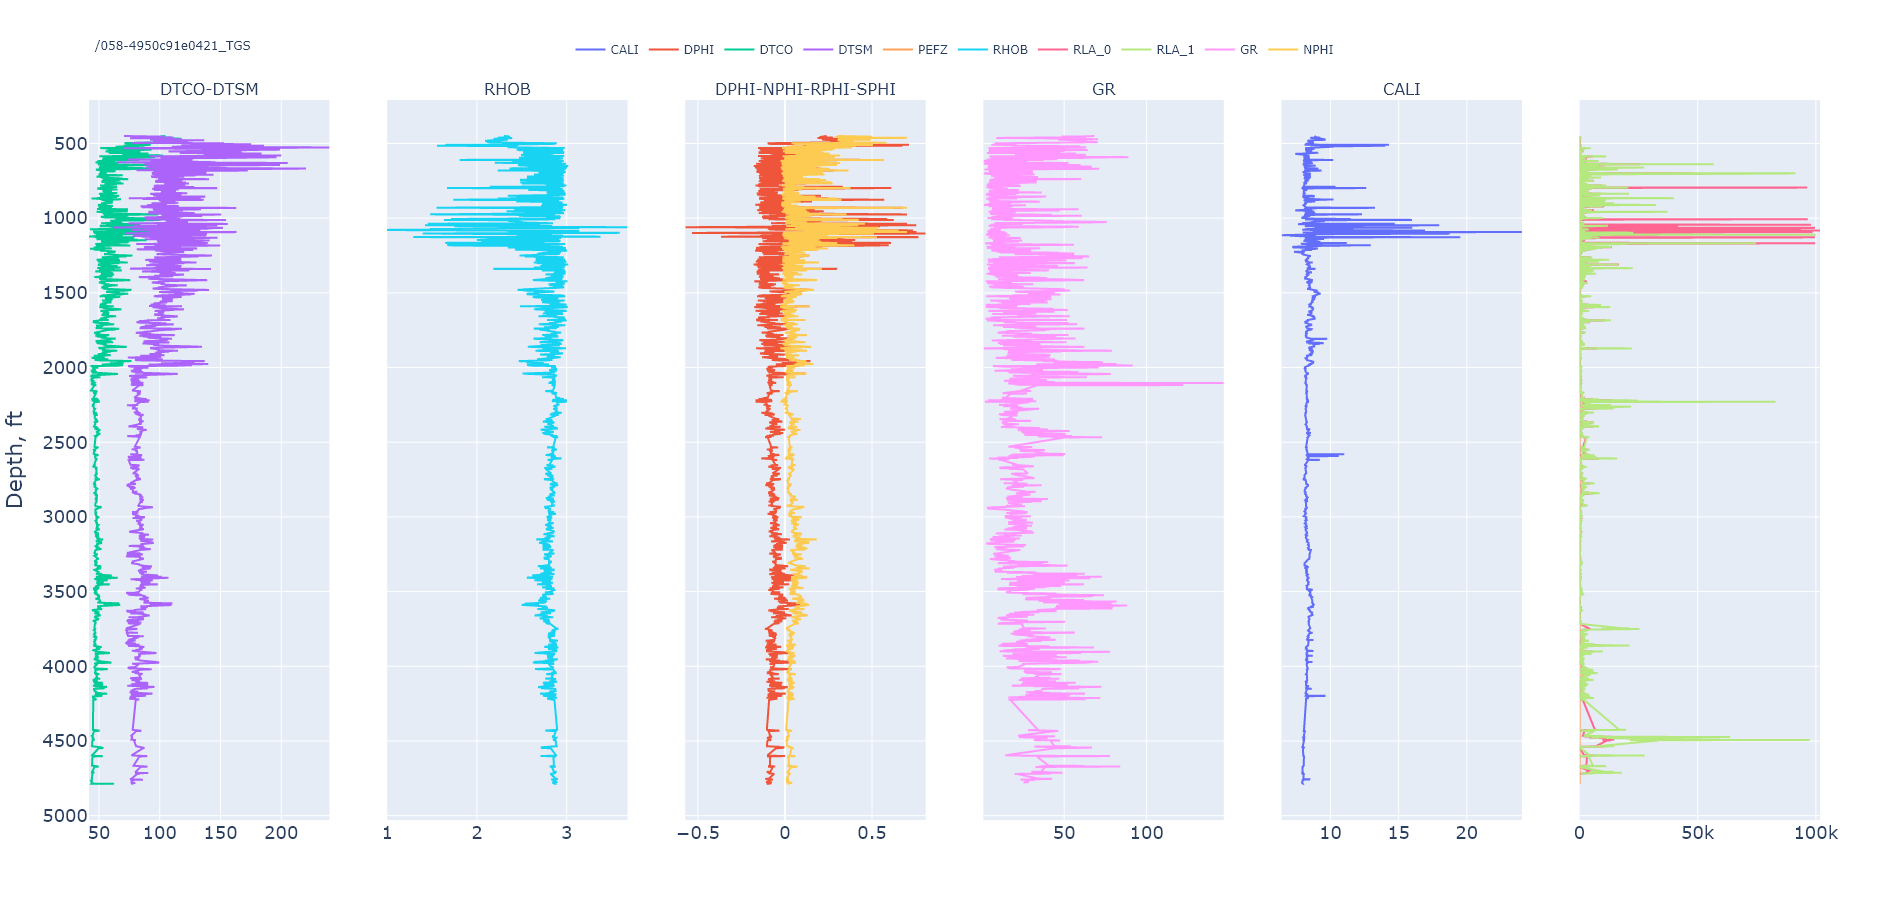 /058-4950c91e0421_TGS
CALI DPHI DTCO DTSM PEFZ RHOB RLA_0 RLA_1 GR NPHI
DTCO-DTSM RHOB DPHI-NPHI-RPHI-SPHI GR CALI
Depth, ft
500
1000
1500
2000
2500
3000
3500
4000
4500
5000
50 100 150 200 1 2 3 −0.5 0 0.5 50 100 10 15 20 0 50k 100k